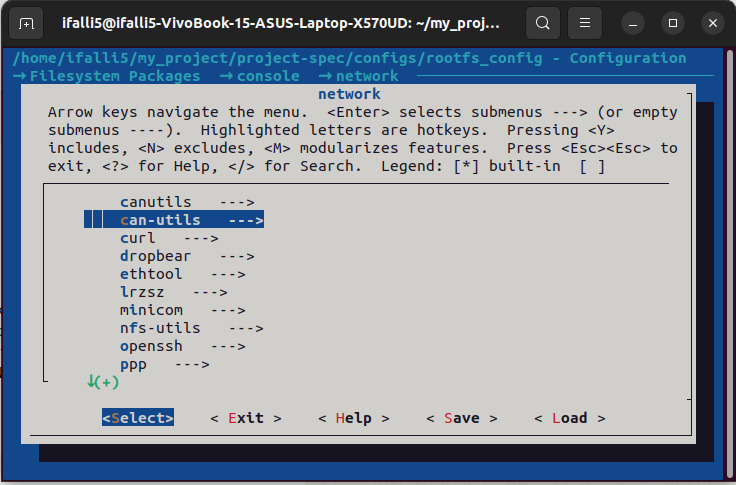 ifalli5@ifalli5-VivoBook-15-ASUS-Laptop-X570UD: ~/my_proj...
/home/ifalli5/my_project/project-spec/configs/rootfs_config - Configuration
→ Filesystem Packages → console → network
network
Arrow keys navigate the menu. <Enter> selects submenus ---> (or empty
submenus ----). Highlighted letters are hotkeys. Pressing <Y>
includes, <N> excludes, <M> modularizes features. Press <Esc><Esc> to
exit, <?> for Help, </> for Search. Legend: [*] built-in [ ]
canutils --->
can-utils --->
curl --->
dropbear --->
ethtool --->
lrzsz --->
minicom --->
nfs-utils --->
openssh --->
ppp --->
↓(+)
<Select> < Exit > < Help > < Save > < Load >